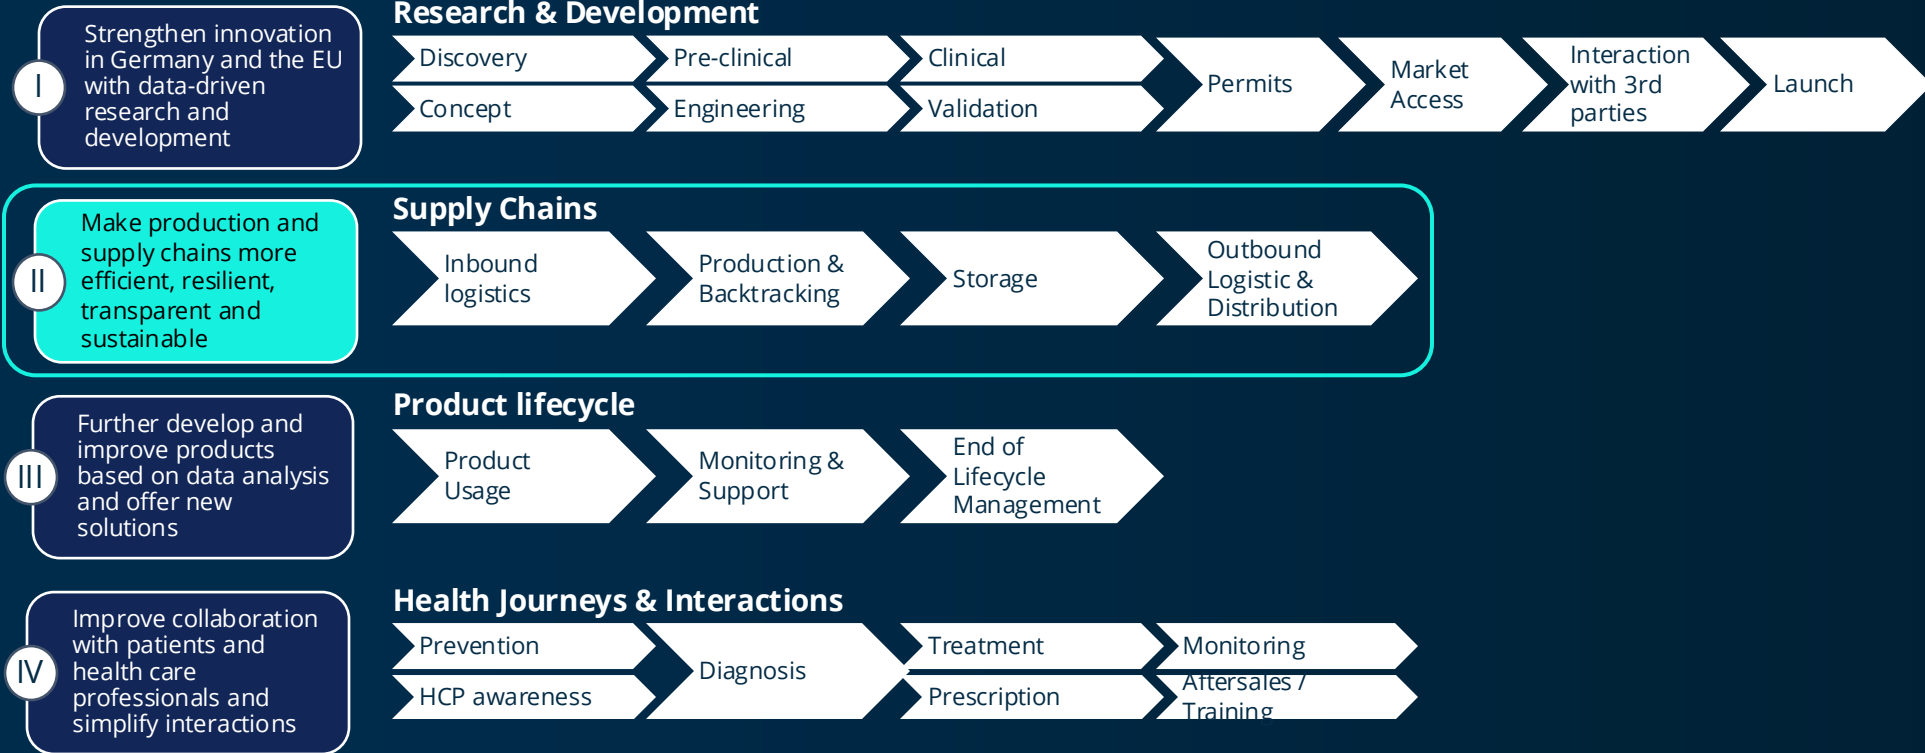 Research & Development
I
Strengthen innovation
in Germany and the EU
with data-driven
research and
development
Discovery
Pre-clinical
Clinical
Concept
Engineering
Validation
Permits
Market
Access
Interaction
with 3rd
parties
Launch
Supply Chains
II
Make production and
supply chains more
efficient, resilient,
transparent and
sustainable
Inbound
logistics
Production &
Backtracking
Storage
Outbound
Logistic &
Distribution
Product lifecycle
III
Further develop and
improve products
based on data analysis
and offer new
solutions
Product
Usage
Monitoring &
Support
End of
Lifecycle
Management
Health Journeys & Interactions
IV
Improve collaboration
with patients and
health care
professionals and
simplify interactions
Prevention
HCP awareness
Diagnosis
Treatment
Prescription
Monitoring
Aftersales /
Training